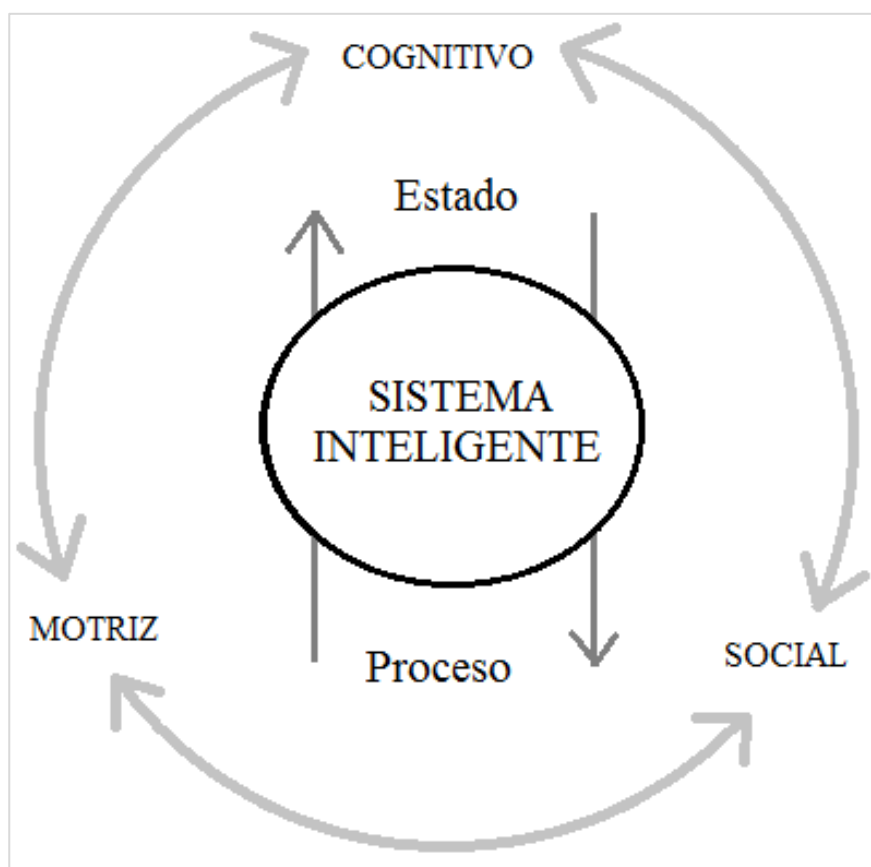 COGNITIVO
Estado
SISTEMA
INTELIGENTE
MOTRIZ
Proceso
SOCIAL